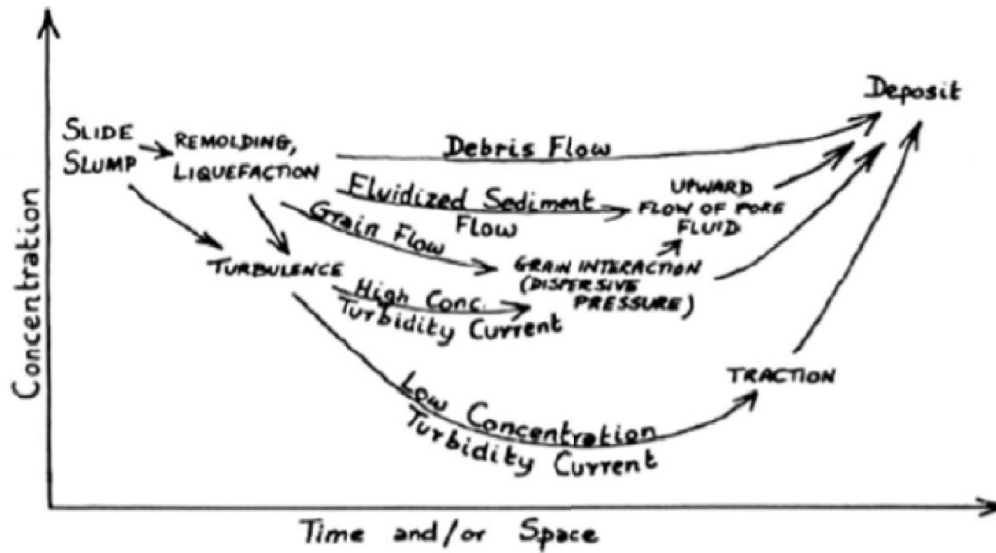 Deposit
SLIDE
SLUMP
REMOLDING,
LIQUEFACTION
Debris Flow
Fluidized Sediment
Flow
UPWARD
FLOW OF PORE
FLUID
Grain Flow
TURBULENCE
GRAIN INTERACTION
(DISPERSIVE
PRESSURE)
High Conc.
Turbidity Current
TRACTION
Low Concentration
Turbidity Current
Concentration
Time and/or Space